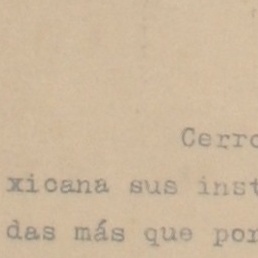 Cerro
xicana sus inst
das más que por